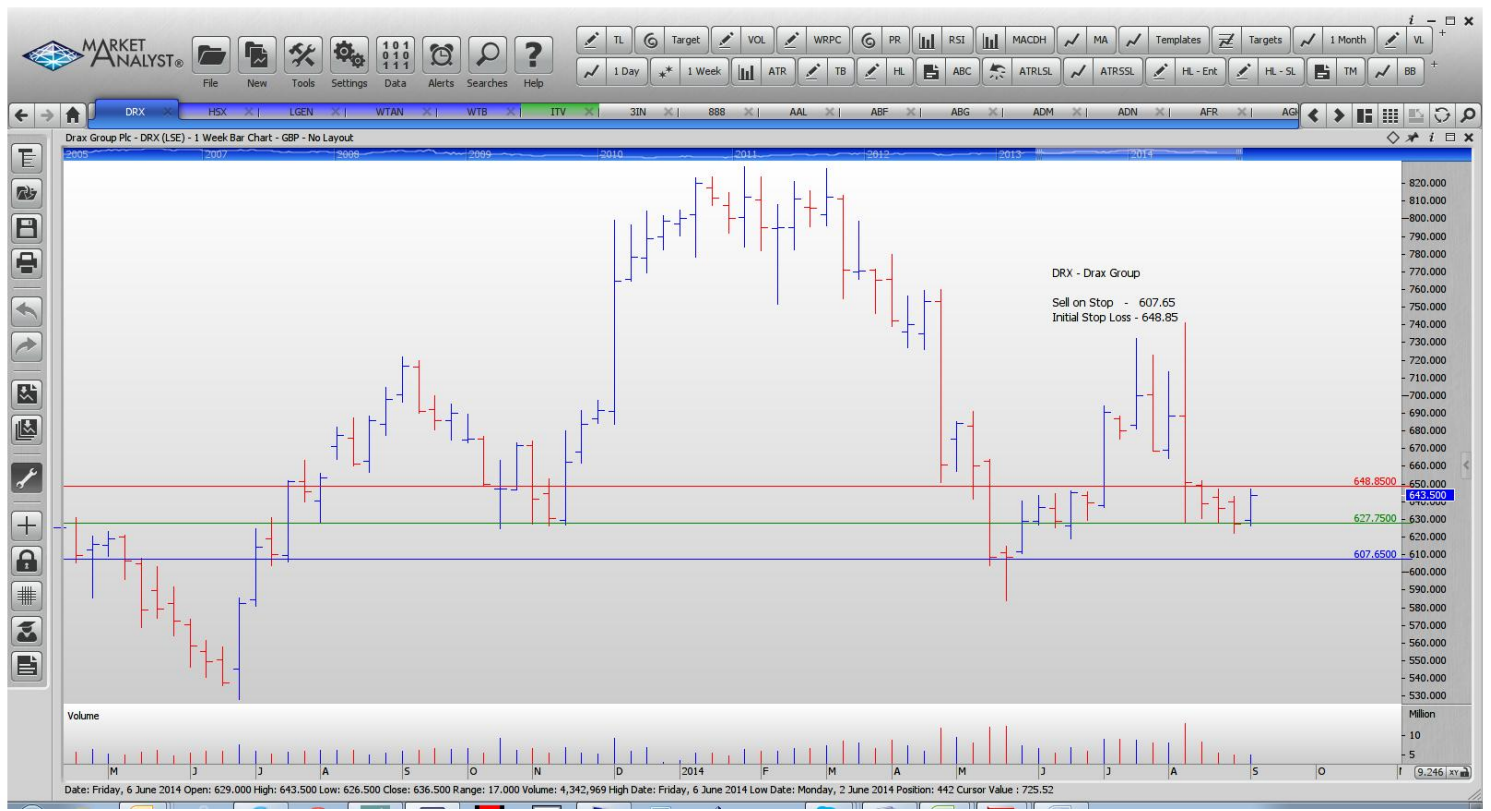 i
MARKET ANALYST®
File New Tools Settings Data Alerts Searches Help
TL Target VOL WRPC PR RSI MACDH MA Templates Targets 1 Month VL +
1 Day 1 Week ATR TB HL ABC ATRLSL ATRSSL HL - Ent HL - SL TM BB +
DRX HSX LGEN WTAN WTB ITV 3IN 888 AAL ABF ABG ADM ADN AFR
Drax Group Plc - DRX (LSE) - 1 Week Bar Chart - GBP - No Layout
i
2005 2007 2008 2009 2010 2011 2012 2013 2014
820.000
810.000
800.000
790.000
780.000
DRX - Drax Group
770.000
760.000
Sell on Stop - 607.65
750.000
Initial Stop Loss - 648.85
740.000
730.000
720.000
710.000
700.000
690.000
680.000
670.000
660.000
648.8500
650.000
643.500
640.000
627.7500
630.000
620.000
607.6500
610.000
600.000
590.000
580.000
570.000
560.000
550.000
540.000
530.000
Volume
Million
10
5
M J J A S O N D 2014 F M A M J J A S O
9.246 XY
Date: Friday, 6 June 2014 Open: 629.000 High: 643.500 Low: 626.500 Close: 636.500 Range: 17.000 Volume: 4,342,969 High Date: Friday, 6 June 2014 Low Date: Monday, 2 June 2014 Position: 442 Cursor Value : 725.52